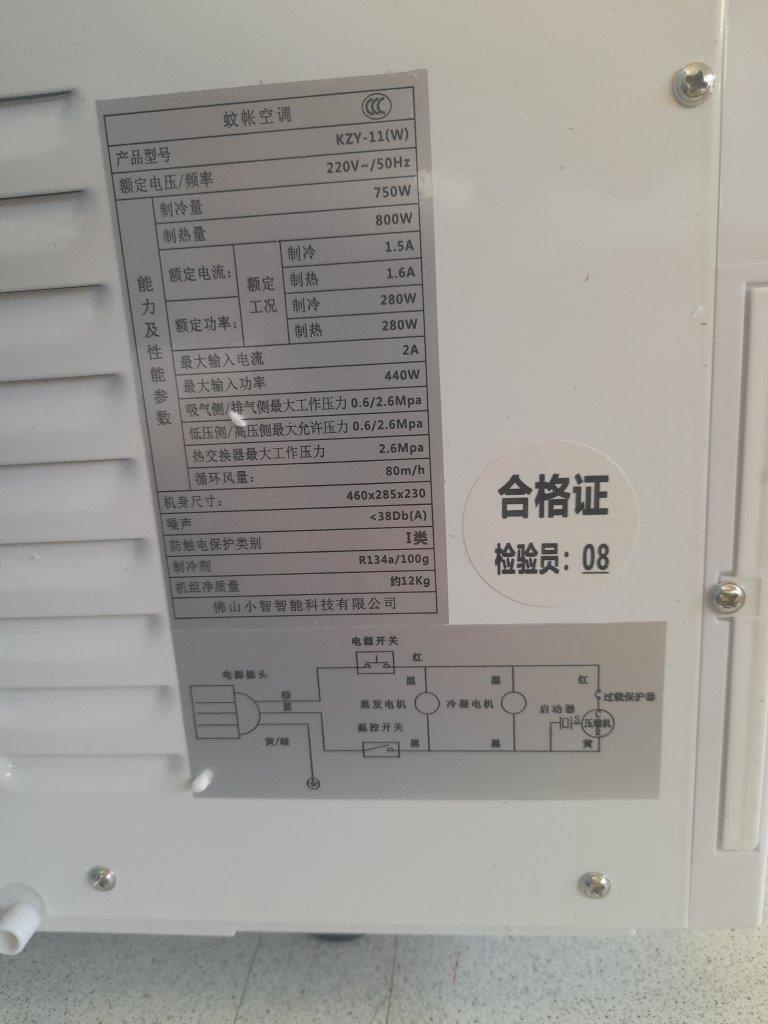 蚊帐空调 CCC
产品型号 KZY-11(W)
额定电压/频率 220V~/50Hz
能力及性能参数
制冷量 750W
制热量 800W
额定电流: 额定工况 制冷 1.5A
制热 1.6A
额定功率: 制冷 280W
制热 280W
最大输入电流 2A
最大输入功率 440W
吸气侧/排气侧最大工作压力 0.6/2.6Mpa
低压侧/高压侧最大允许压力 0.6/2.6Mpa
热交换器最大工作压力 2.6Mpa
循环风量: 80m/h
机身尺寸: 460x285x230
噪声 <38Db(A)
防触电保护类别 I类
制冷剂 R134a/100g
机组净质量 约12Kg
佛山小智智能科技有限公司
合格证
检验员: 08
电源开关
红
电源插头
黑
黑
红
过载保护器
棕
蓝
蒸发电机
冷凝电机
启动器
S
C
压缩机
R
温控开关
黄/绿
黑
黑
黄